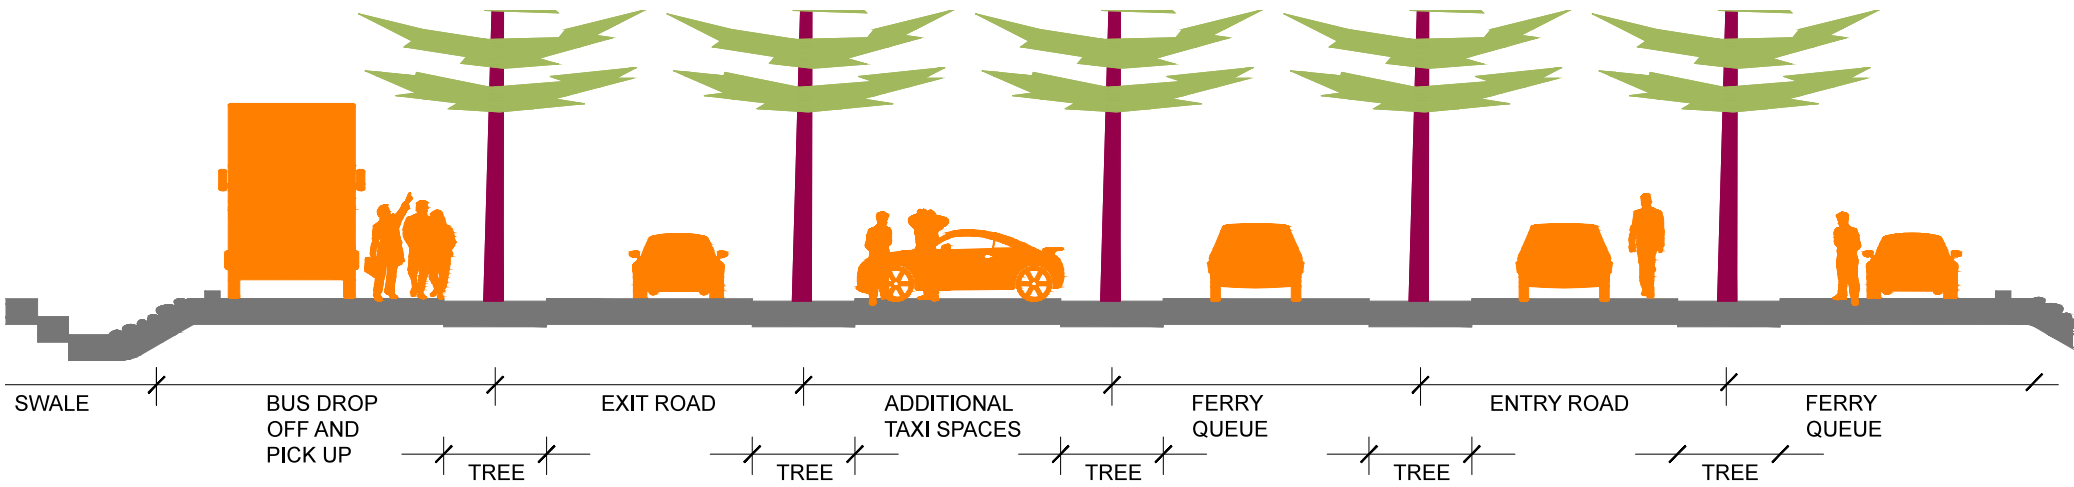 SWALE
BUS DROP
OFF AND
PICK UP
EXIT ROAD
ADDITIONAL
TAXI SPACES
FERRY
QUEUE
ENTRY ROAD
FERRY
QUEUE
TREE
TREE
TREE
TREE
TREE